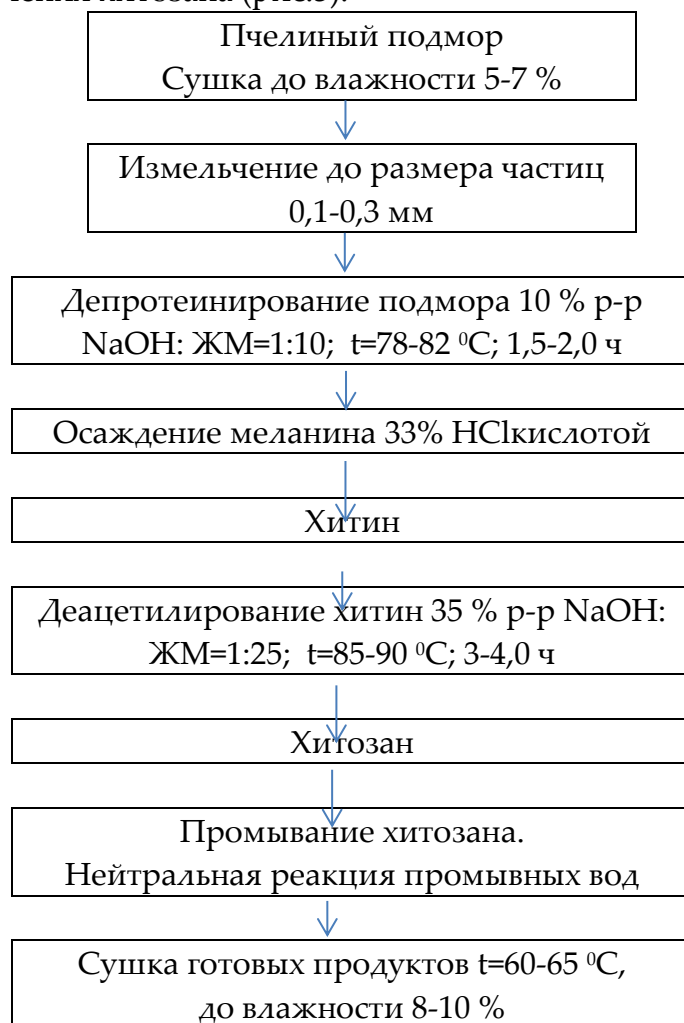 хитозана (рис.3).
Пчелиный подмор
Сушка до влажности 5-7 %
Измельчение до размера частиц
0,1-0,3 мм
Депротеинирование подмора 10 % р-р
NaOH: ЖМ=1:10; t=78-82 ⁰С; 1,5-2,0 ч
Осаждение меланина 33% HClкислотой
Хитин
Деацетилирование хитин 35 % р-р NaOH:
ЖМ=1:25; t=85-90 ⁰С; 3-4,0 ч
Хитозан
Промывание хитозана.
Нейтральная реакция промывных вод
Сушка готовых продуктов t=60-65 ⁰С,
до влажности 8-10 %